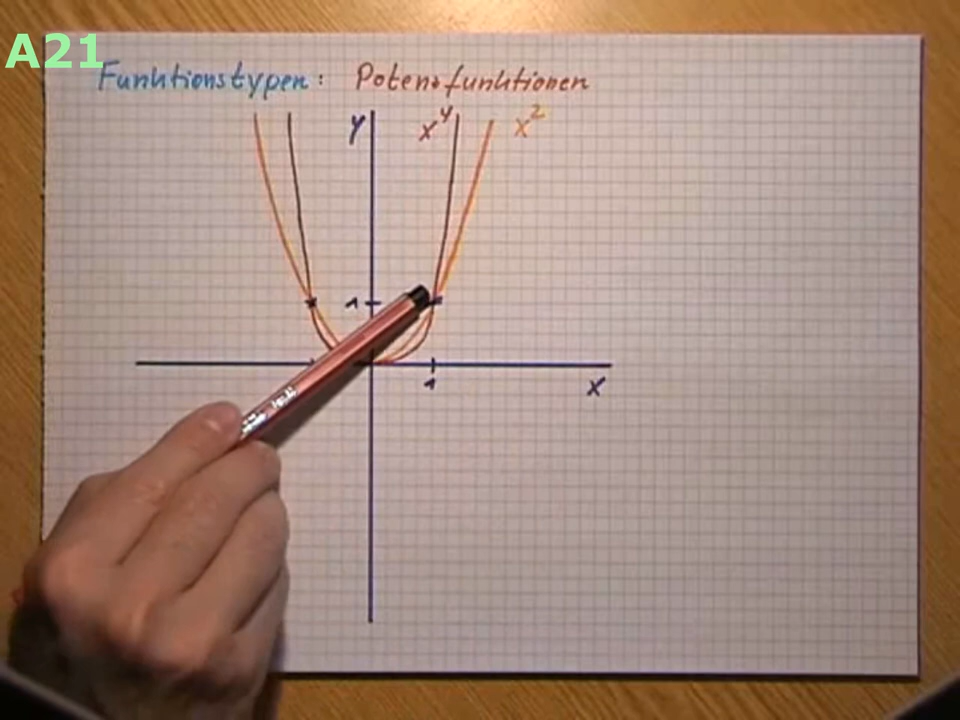 A21
Funktionstypen: Potenzfunktionen
y x⁴ x²
1
1
x